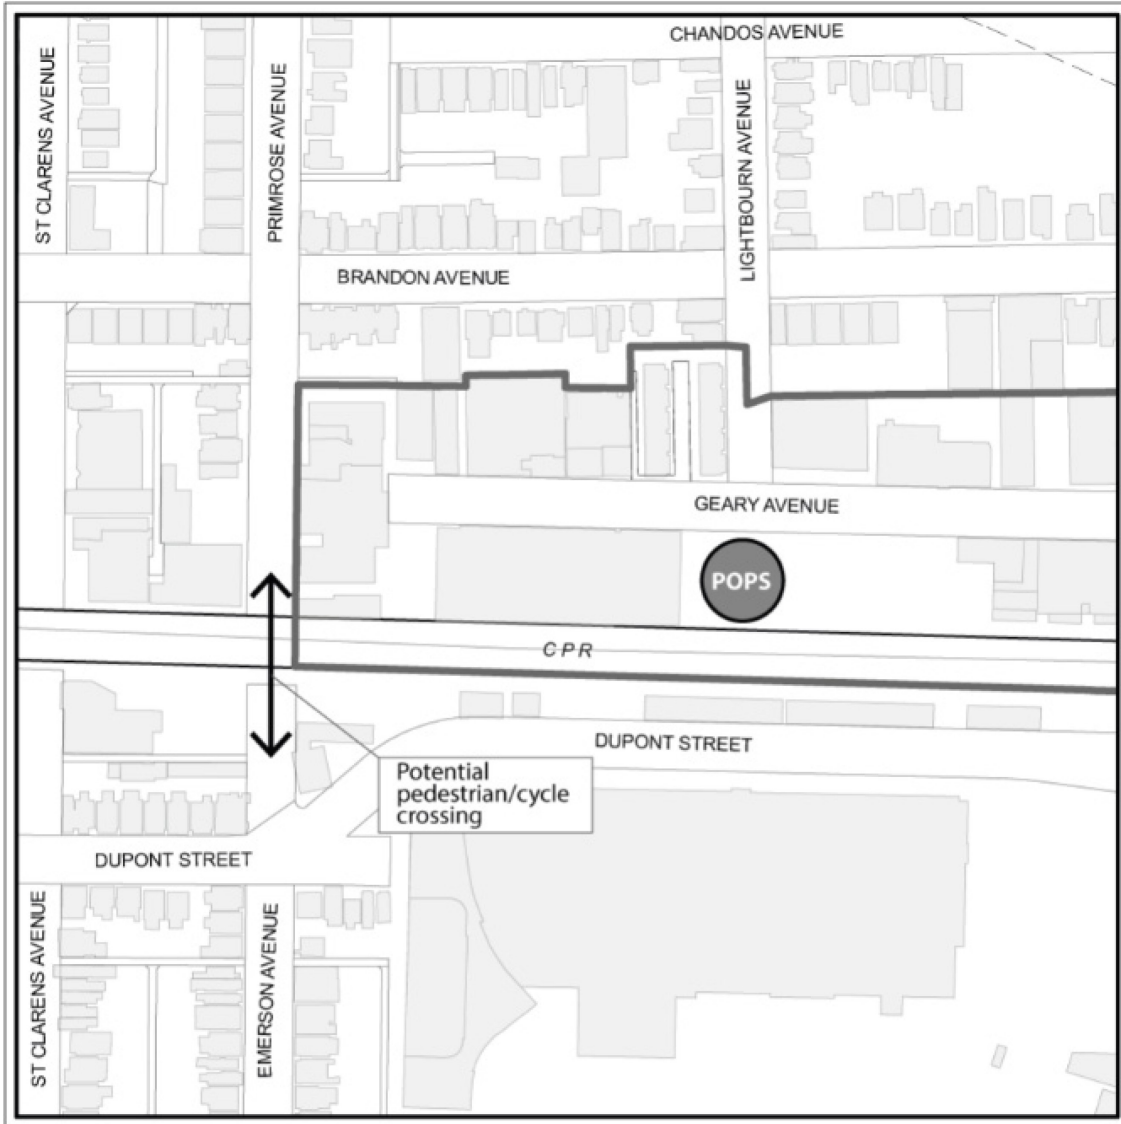 CHANDOS AVENUE
ST CLARENS AVENUE
PRIMROSE AVENUE
LIGHTBOURN AVENUE
BRANDON AVENUE
GEARY AVENUE
POPS
CPR
DUPONT STREET
Potential
pedestrian/cycle
crossing
DUPONT STREET
ST CLARENS AVENUE
EMERSON AVENUE